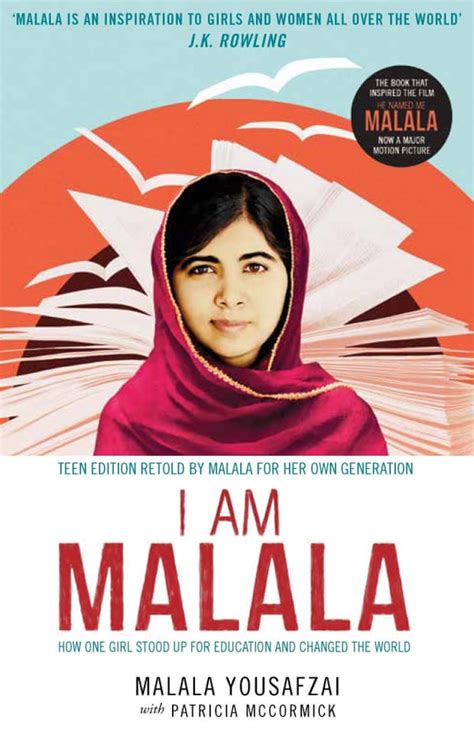 'MALALA IS AN INSPIRATION TO GIRLS AND WOMEN ALL OVER THE WORLD'
J.K. ROWLING
THE BOOK THAT
INSPIRED THE FILM
HE NAMED ME
MALALA
NOW A MAJOR
MOTION PICTURE
TEEN EDITION RETOLD BY MALALA FOR HER OWN GENERATION
I AM
MALALA
HOW ONE GIRL STOOD UP FOR EDUCATION AND CHANGED THE WORLD
MALALA YOUSAFZAI
with PATRICIA MCCORMICK